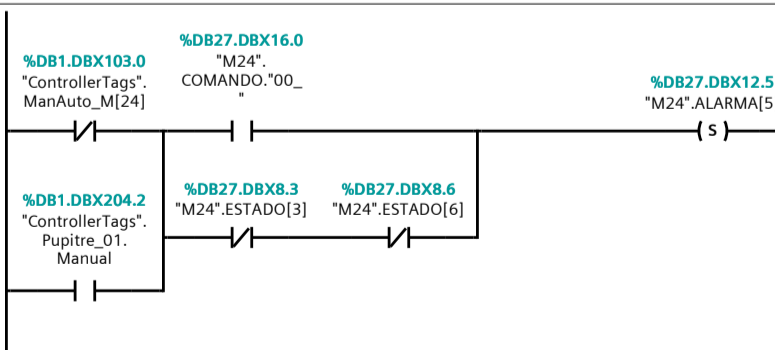 %DB27.DBX16.0
"M24".
COMANDO."00_
"
%DB1.DBX103.0
"ControllerTags".
ManAuto_M[24]
%DB27.DBX12.5
"M24".ALARMA[5
( S )
%DB1.DBX204.2
"ControllerTags".
Pupitre_01.
Manual
%DB27.DBX8.3
"M24".ESTADO[3]
%DB27.DBX8.6
"M24".ESTADO[6]